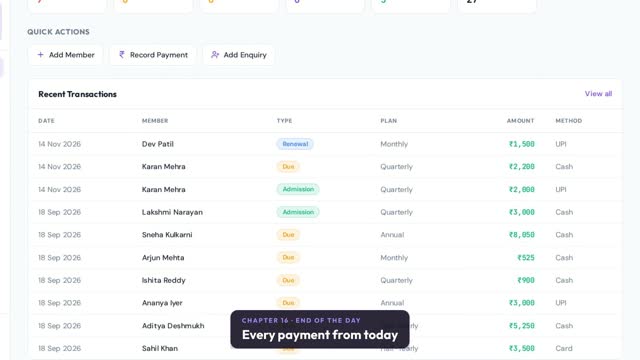 QUICK ACTIONS
+ Add Member ₹ Record Payment Add Enquiry
Recent Transactions View all
DATE MEMBER TYPE PLAN AMOUNT METHOD
14 Nov 2026 Dev Patil Renewal Monthly ₹1,500 UPI
14 Nov 2026 Karan Mehra Due Quarterly ₹2,200 Cash
14 Nov 2026 Karan Mehra Admission Quarterly ₹2,000 UPI
18 Sep 2026 Lakshmi Narayan Admission Quarterly ₹3,000 Cash
18 Sep 2026 Sneha Kulkarni Due Annual ₹8,050 Cash
18 Sep 2026 Arjun Mehta Due Monthly ₹525 Cash
18 Sep 2026 Ishita Reddy Due Quarterly ₹900 Cash
18 Sep 2026 Ananya Iyer Due Annual ₹3,000 UPI
18 Sep 2026 Aditya Deshmukh ₹5,250 Cash
18 Sep 2026 Sahil Khan ₹3,500 Card
CHAPTER 16 · END OF THE DAY
Every payment from today